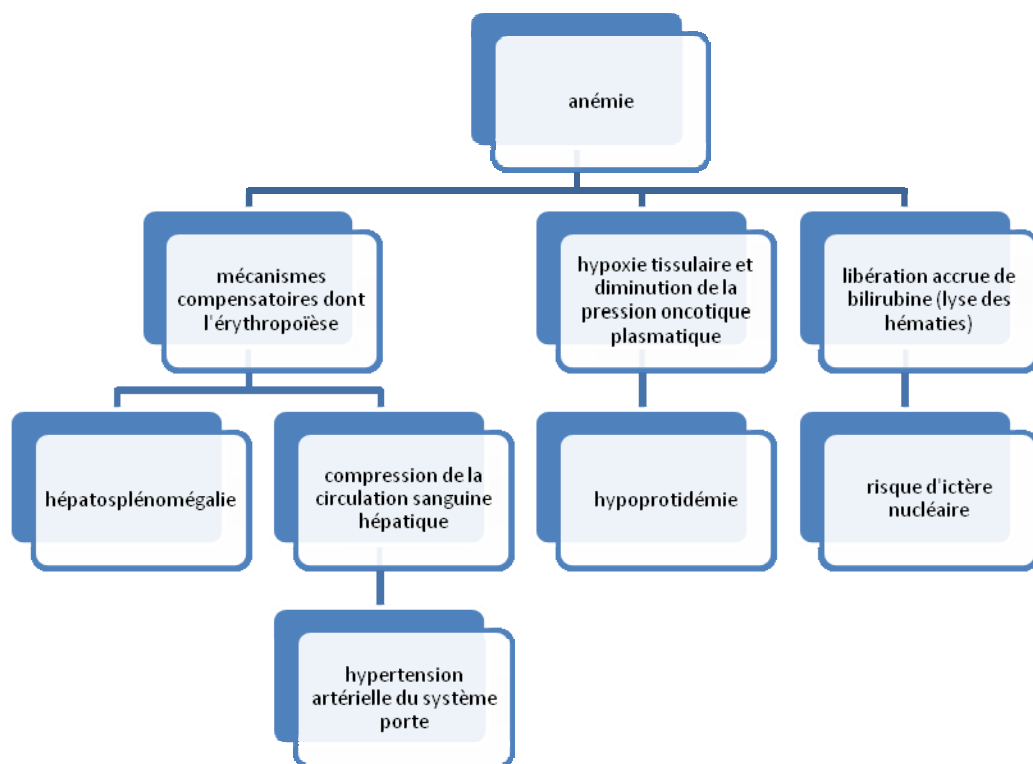 anémie
mécanismes
compensatoires dont
l'érythropoïèse
hypoxie tissulaire et
diminution de la
pression oncotique
plasmatique
libération accrue de
bilirubine (lyse des
hématies)
hépatosplénomégalie
compression de la
circulation sanguine
hépatique
hypoprotidémie
risque d'ictère
nucléaire
hypertension
artérielle du système
porte